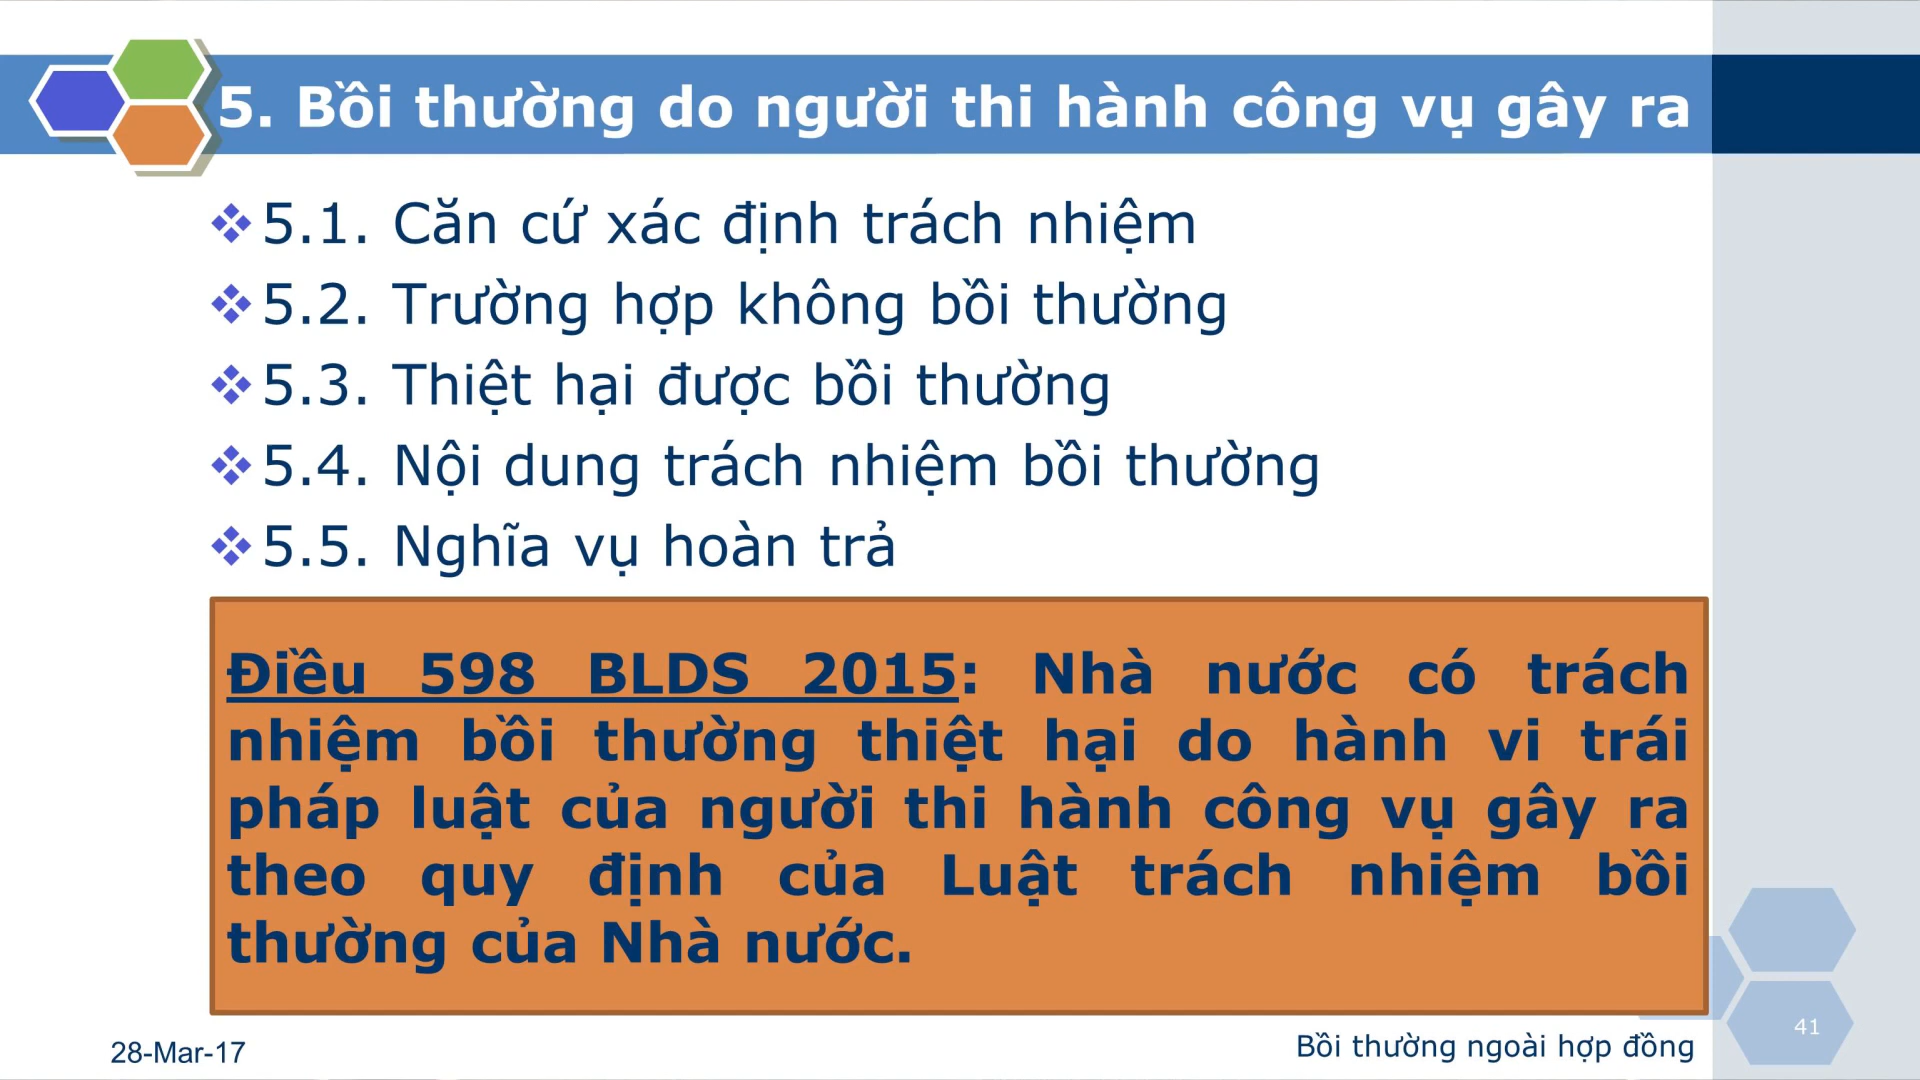 5. Bồi thường do người thi hành công vụ gây ra
5.1. Căn cứ xác định trách nhiệm
5.2. Trường hợp không bồi thường
5.3. Thiệt hại được bồi thường
5.4. Nội dung trách nhiệm bồi thường
5.5. Nghĩa vụ hoàn trả
Điều 598 BLDS 2015: Nhà nước có trách
nhiệm bồi thường thiệt hại do hành vi trái
pháp luật của người thi hành công vụ gây ra
theo quy định của Luật trách nhiệm bồi
thường của Nhà nước.
28-Mar-17
Bồi thường ngoài hợp đồng
41